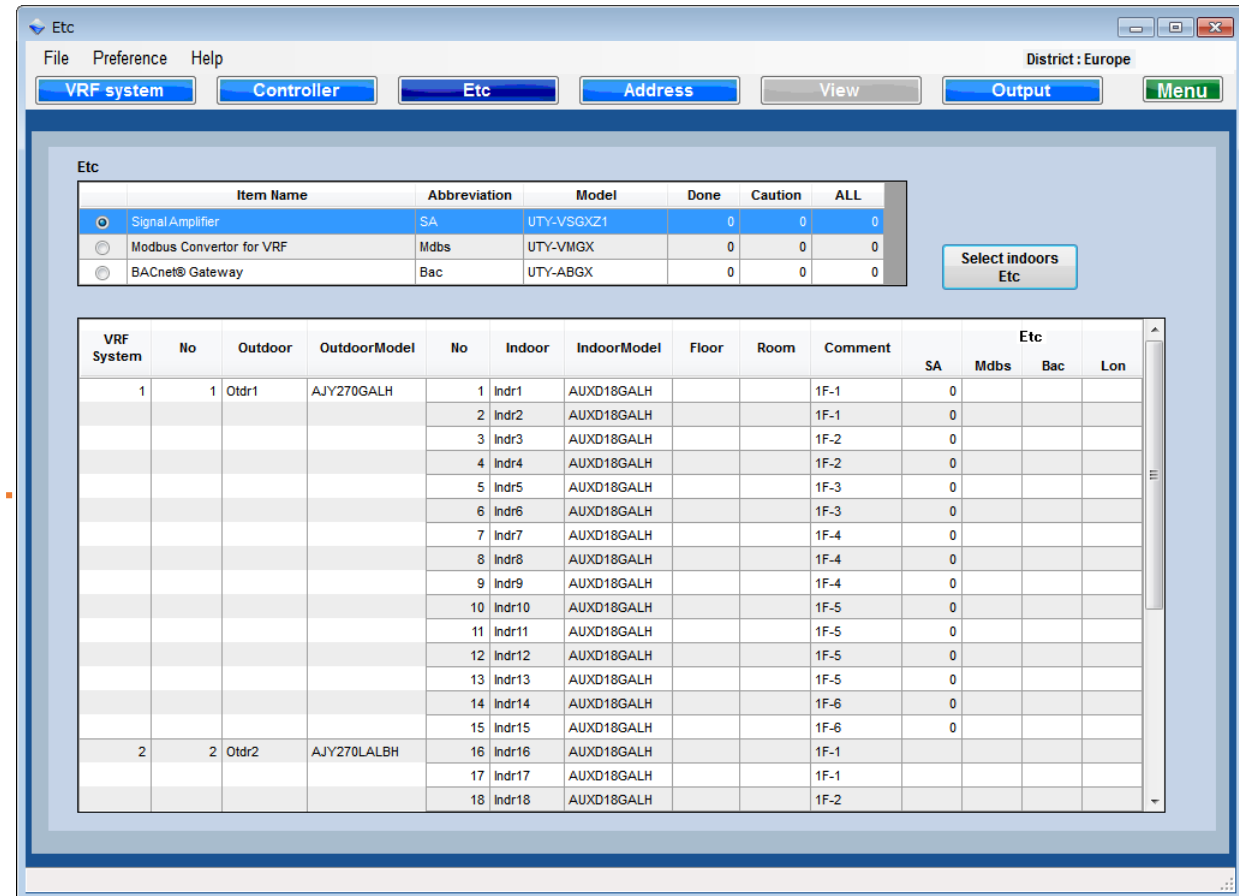 Etc
File Preference Help District : Europe
VRF system Controller Etc Address View Output Menu
Etc
Item Name Abbreviation Model Done Caution ALL
Signal Amplifier SA UTY-VSGXZ1 0 0 0
Modbus Convertor for VRF Mdbs UTY-VMGX 0 0 0
BACnet® Gateway Bac UTY-ABGX 0 0 0
Select indoors
Etc
VRF System No Outdoor OutdoorModel No Indoor IndoorModel Floor Room Comment Etc
SA Mdbs Bac Lon
1 1 Otdr1 AJY270GALH 1 Indr1 AUXD18GALH 1F-1 0
2 Indr2 AUXD18GALH 1F-1 0
3 Indr3 AUXD18GALH 1F-2 0
4 Indr4 AUXD18GALH 1F-2 0
5 Indr5 AUXD18GALH 1F-3 0
6 Indr6 AUXD18GALH 1F-3 0
7 Indr7 AUXD18GALH 1F-4 0
8 Indr8 AUXD18GALH 1F-4 0
9 Indr9 AUXD18GALH 1F-4 0
10 Indr10 AUXD18GALH 1F-5 0
11 Indr11 AUXD18GALH 1F-5 0
12 Indr12 AUXD18GALH 1F-5 0
13 Indr13 AUXD18GALH 1F-5 0
14 Indr14 AUXD18GALH 1F-6 0
15 Indr15 AUXD18GALH 1F-6 0
2 2 Otdr2 AJY270LALBH 16 Indr16 AUXD18GALH 1F-1
17 Indr17 AUXD18GALH 1F-1
18 Indr18 AUXD18GALH 1F-2